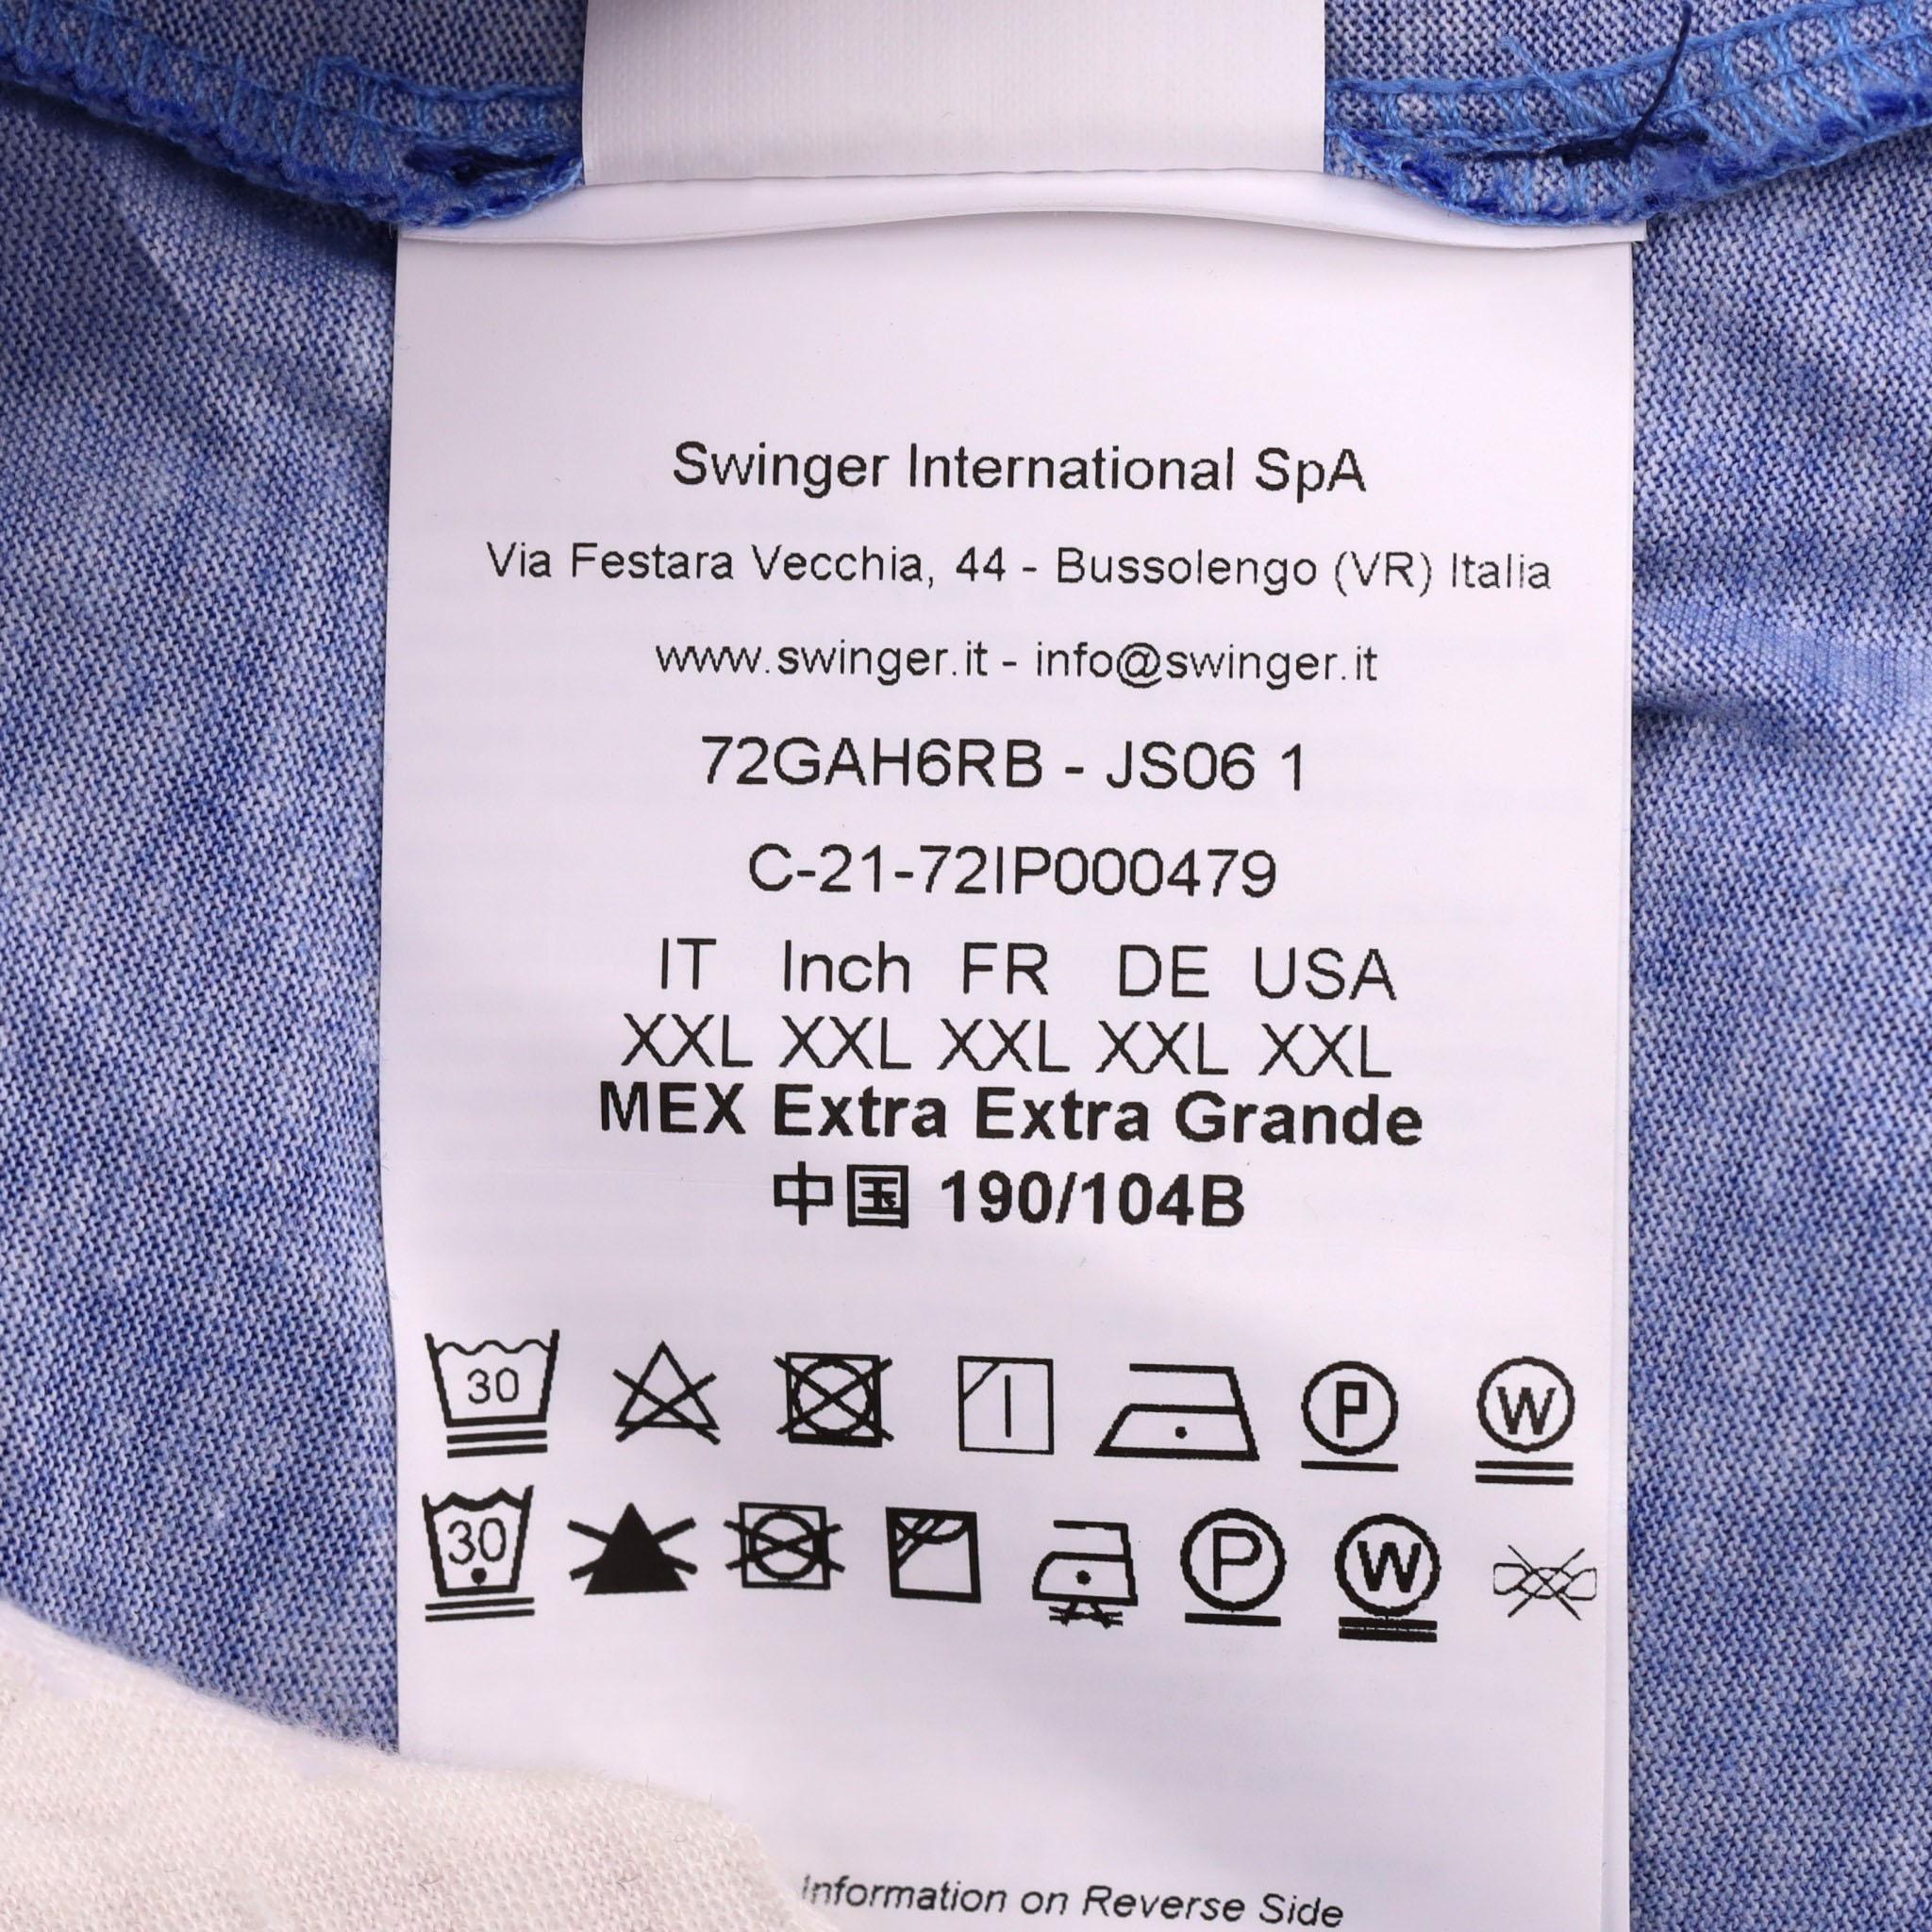 Swinger International SpA
Via Festara Vecchia, 44 - Bussolengo (VR) Italia
www.swinger.it - info@swinger.it
72GAH6RB - JS06 1
C-21-72IP000479
IT Inch FR DE USA
XXL XXL XXL XXL XXL
MEX Extra Extra Grande
中国 190/104B
30 P W
30 P W
Information on Reverse Side